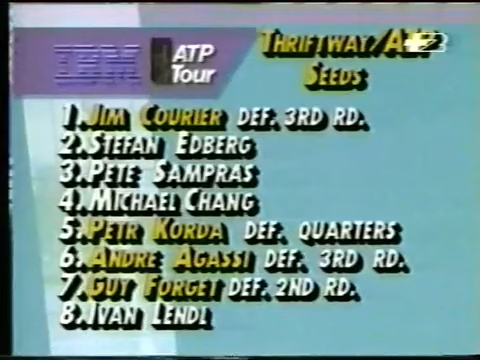 IBM ATP Tour
THRIFTWAY/ATP
SEEDS
1. JIM COURIER DEF. 3RD RD.
2. STEFAN EDBERG
3. PETE SAMPRAS
4. MICHAEL CHANG
5. PETR KORDA DEF. QUARTERS
6. ANDRE AGASSI DEF. 3RD RD.
7. GUY FORGET DEF. 2ND RD.
8. IVAN LENDL